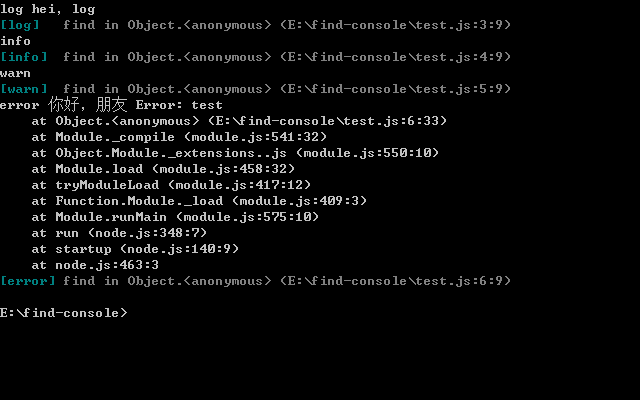 log hei, log
[log]   find in Object.<anonymous> (E:\find-console\test.js:3:9)
info
[info]  find in Object.<anonymous> (E:\find-console\test.js:4:9)
warn
[warn]  find in Object.<anonymous> (E:\find-console\test.js:5:9)
error 你好，朋友 Error: test
    at Object.<anonymous> (E:\find-console\test.js:6:33)
    at Module._compile (module.js:541:32)
    at Object.Module._extensions..js (module.js:550:10)
    at Module.load (module.js:458:32)
    at tryModuleLoad (module.js:417:12)
    at Function.Module._load (module.js:409:3)
    at Module.runMain (module.js:575:10)
    at run (node.js:348:7)
    at startup (node.js:140:9)
    at node.js:463:3
[error] find in Object.<anonymous> (E:\find-console\test.js:6:9)
E:\find-console>